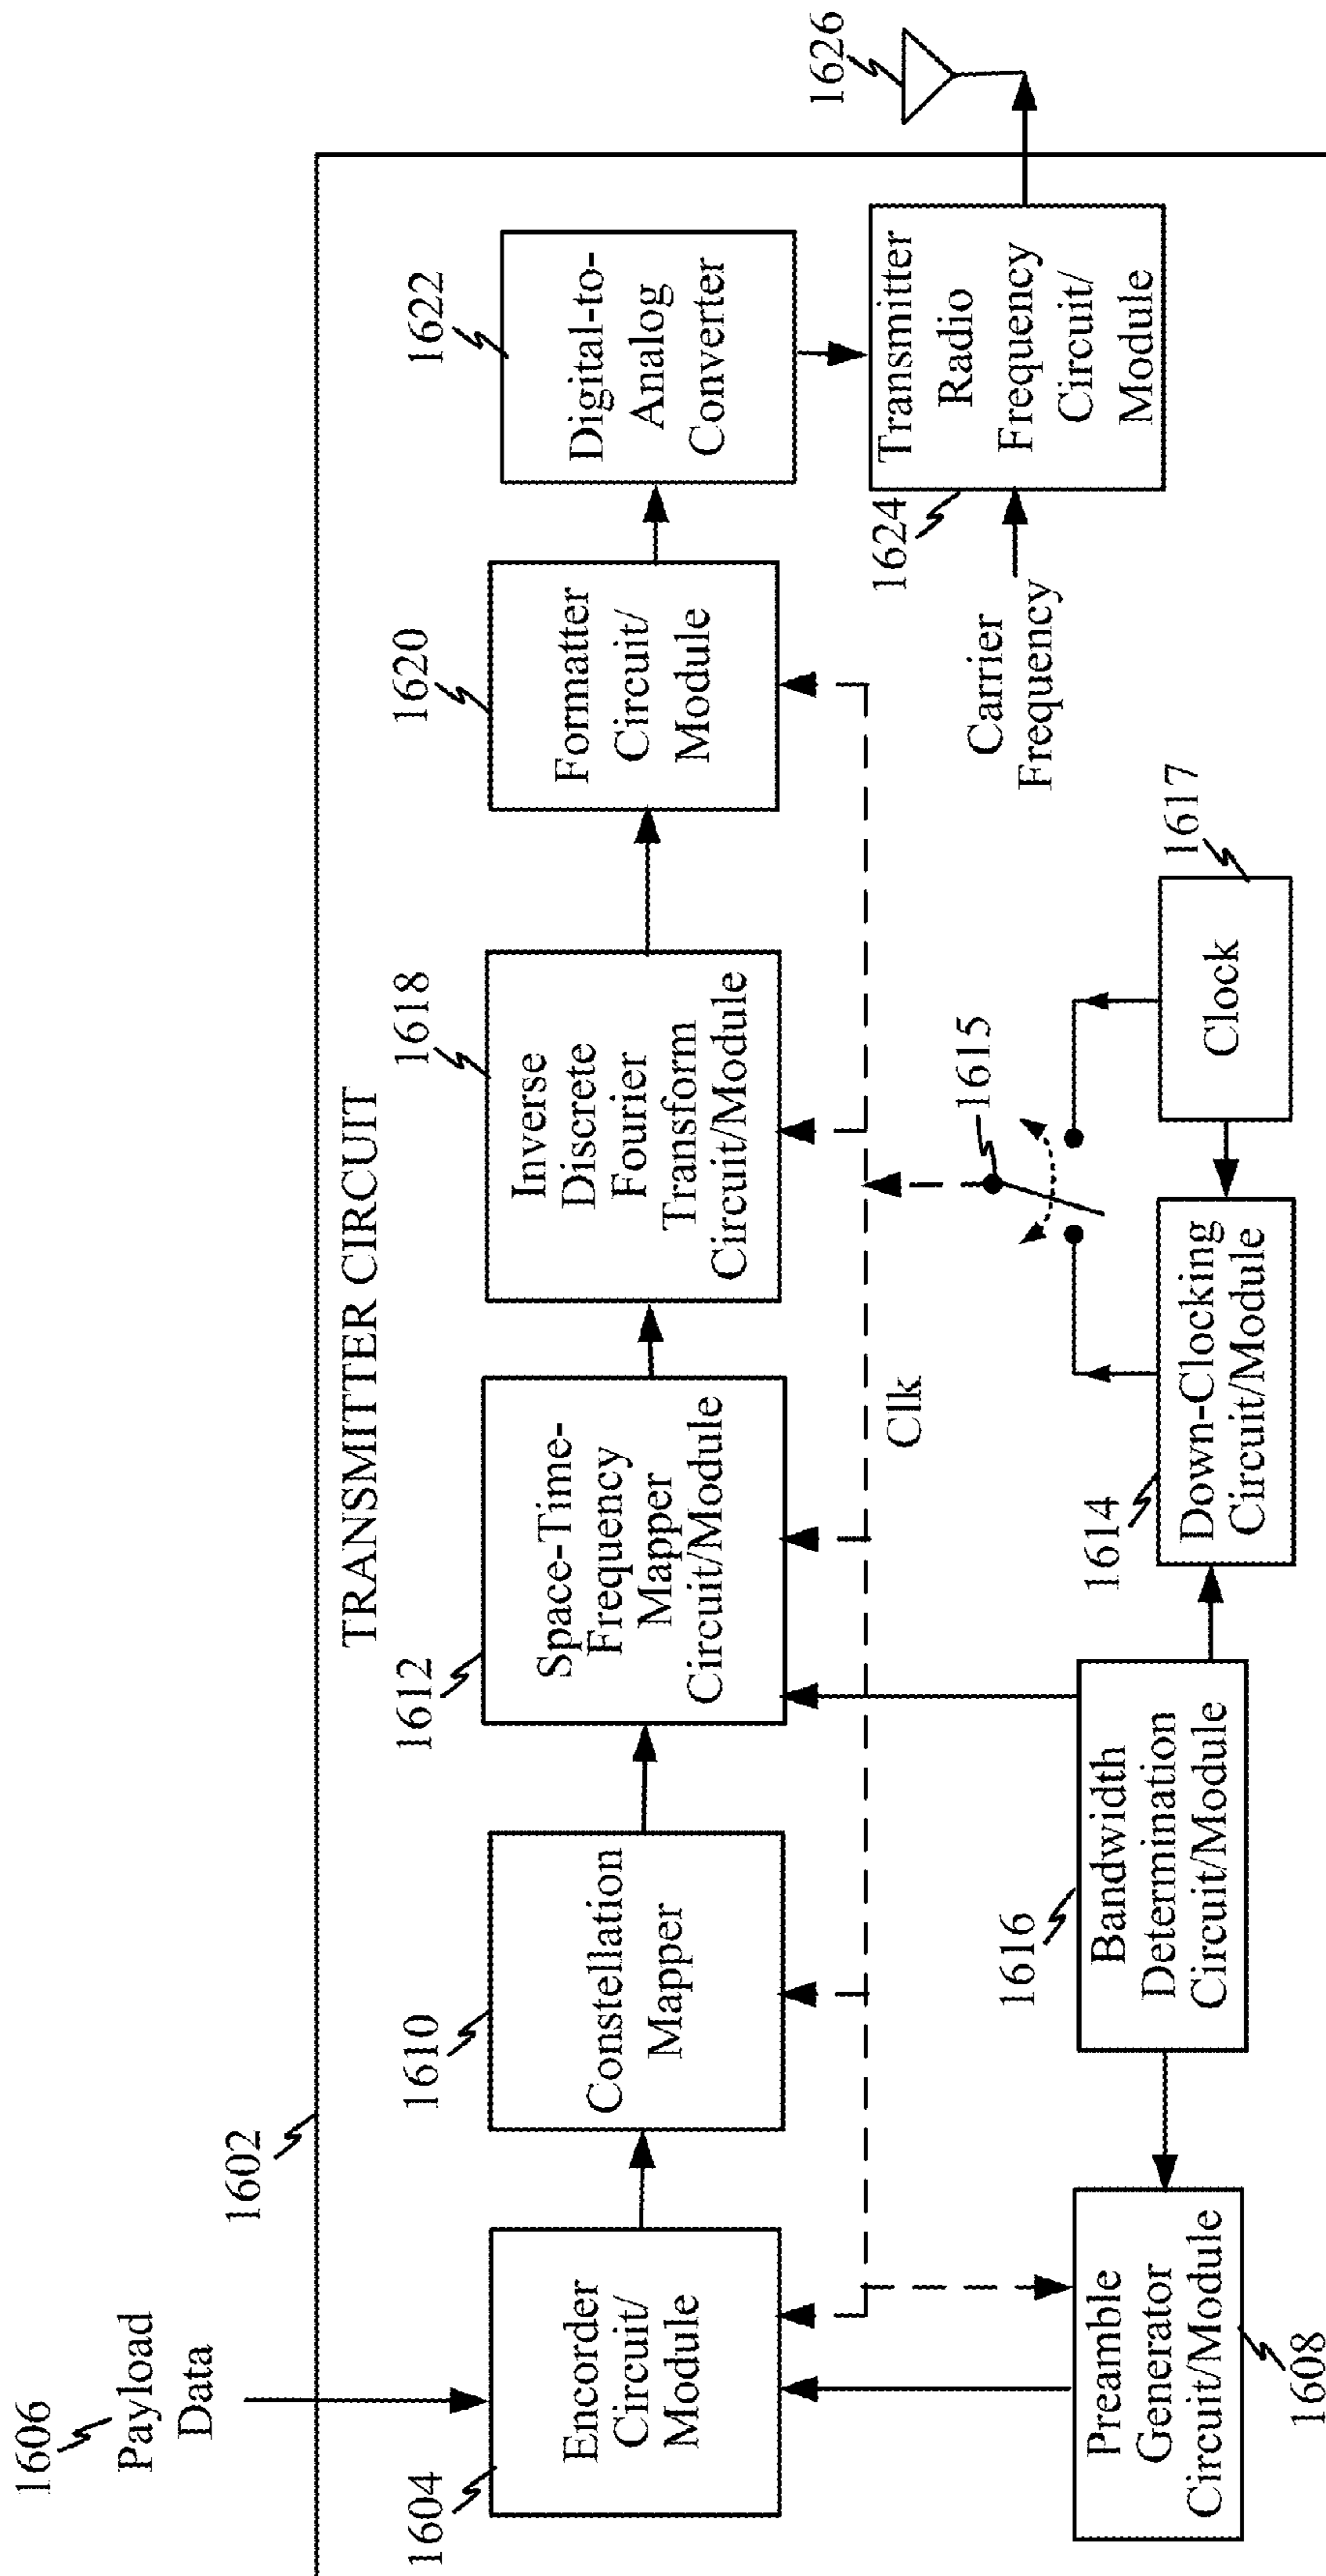 1606
Payload
Data
1602
TRANSMITTER CIRCUIT
1604
Encorder
Circuit/
Module
1610
Constellation
Mapper
1612
Space-Time-
Frequency
Mapper
Circuit/Module
1618
Inverse
Discrete
Fourier
Transform
Circuit/Module
1620
Formatter
Circuit/
Module
1622
Digital-to-
Analog
Converter
1626
Clk
1624
Transmitter
Radio
Frequency
Circuit/
Module
Carrier
Frequency
1615
Preamble
Generator
Circuit/Module
1608
1616
Bandwidth
Determination
Circuit/Module
1614
Down-Clocking
Circuit/Module
Clock
1617